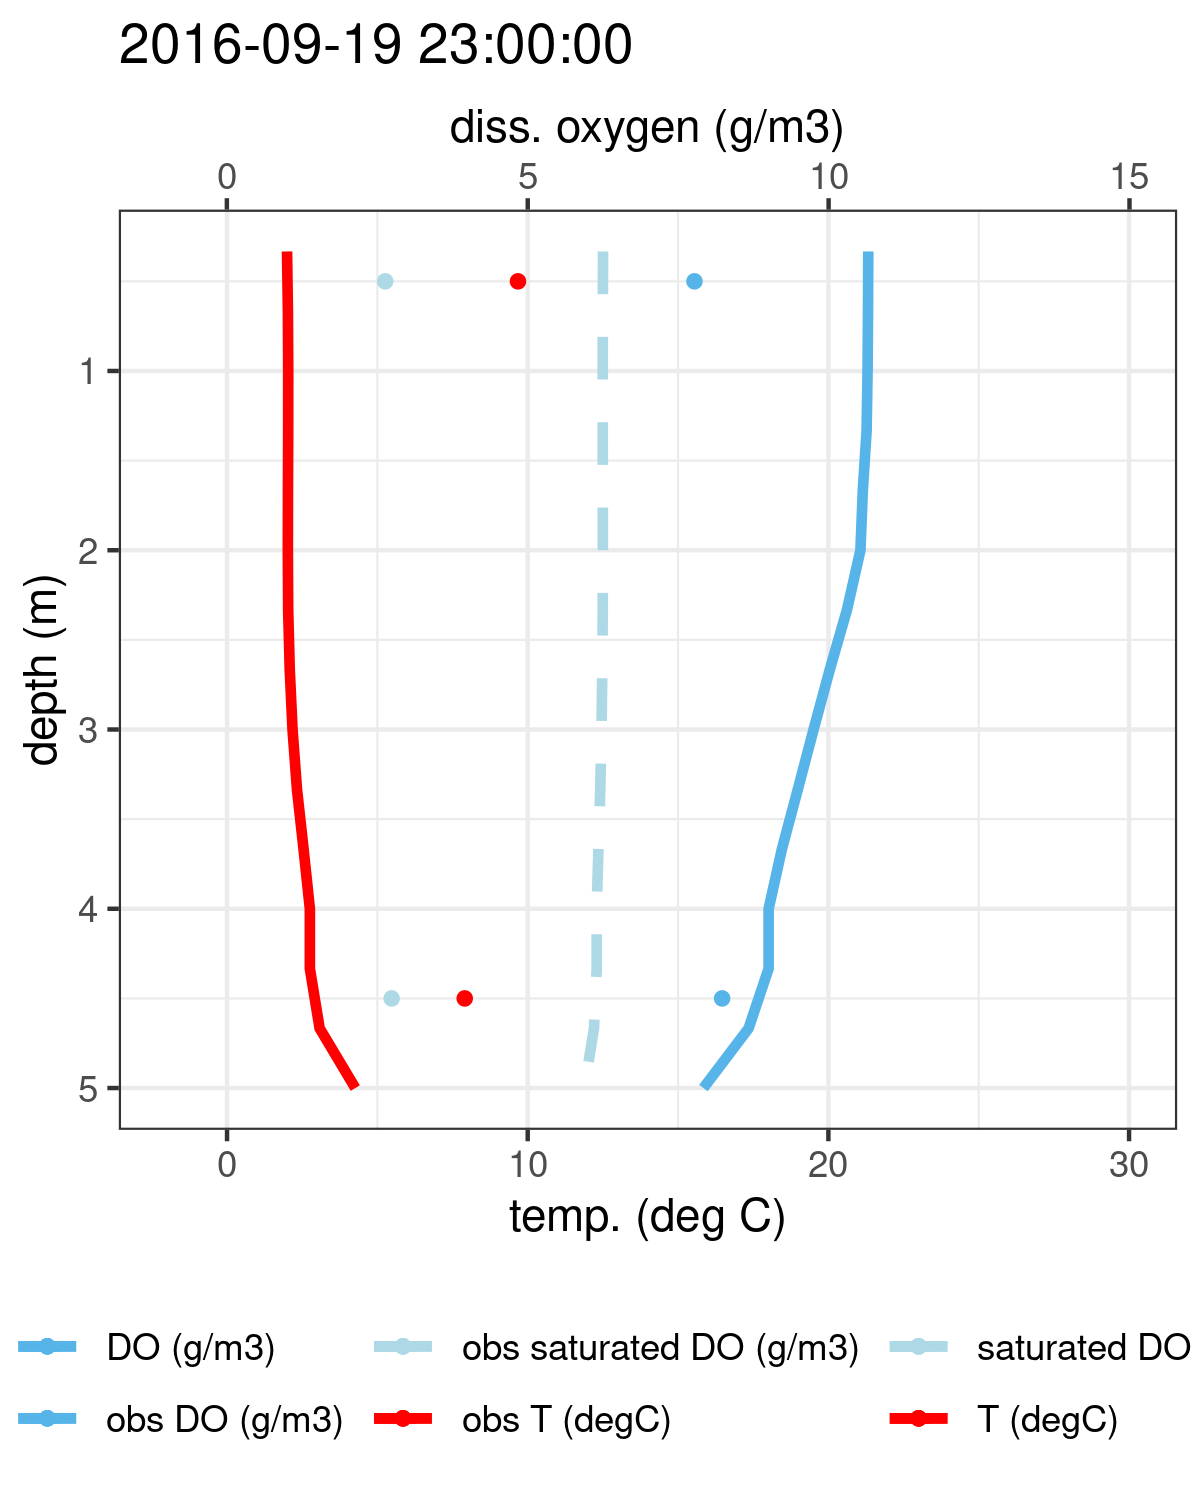 2016-09-19 23:00:00
diss. oxygen (g/m3)
0 5 10 15
depth (m)
1
2
3
4
5
0 10 20 30
temp. (deg C)
DO (g/m3) obs saturated DO (g/m3) saturated DO
obs DO (g/m3) obs T (degC) T (degC)